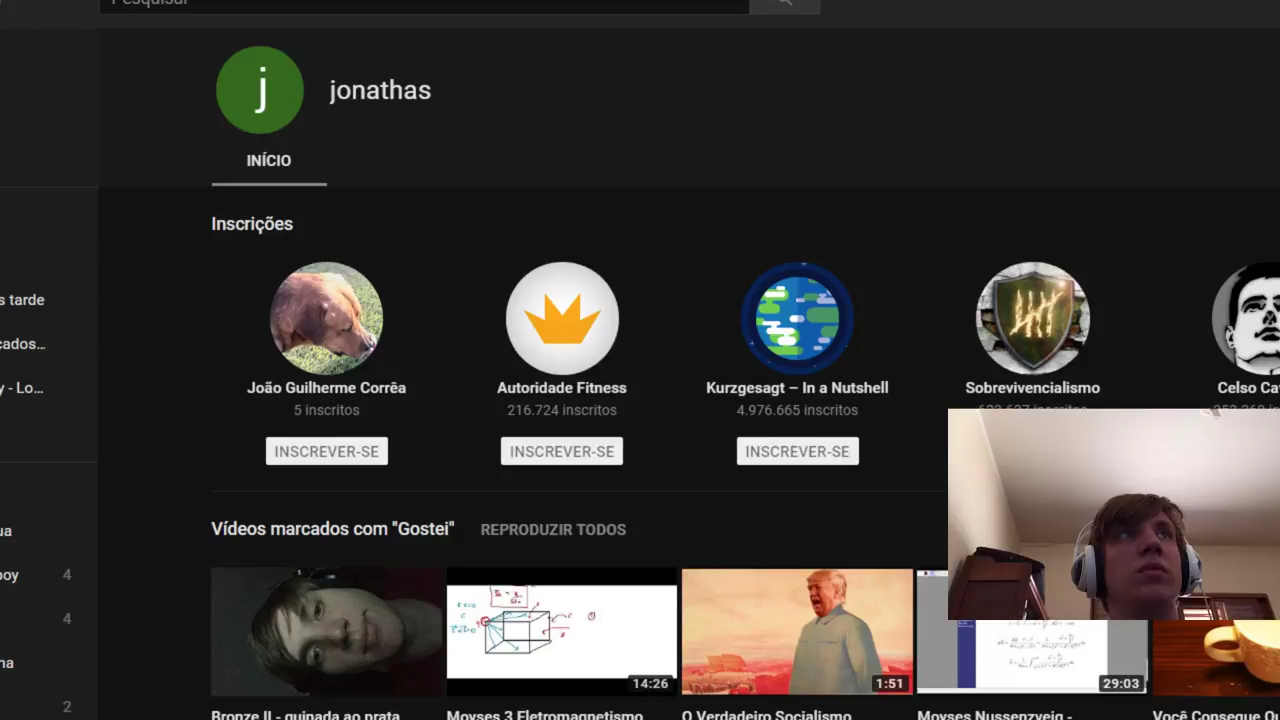 Pesquisar
j
jonathas
INÍCIO
Inscrições
s tarde
cados...
y - Lo...
João Guilherme Corrêa
Autoridade Fitness
Kurzgesagt – In a Nutshell
Sobrevivencialismo
Celso Ca
5 inscritos
216.724 inscritos
4.976.665 inscritos
INSCREVER-SE
INSCREVER-SE
INSCREVER-SE
Vídeos marcados com "Gostei"
REPRODUZIR TODOS
ua
boy
4
4
na
2
14:26
1:51
29:03
Bronze II - guinada ao prata
Moyses 3 Eletromagnetismo
O Verdadeiro Socialismo
Moyses Nussenzveig -
Você Consegue O